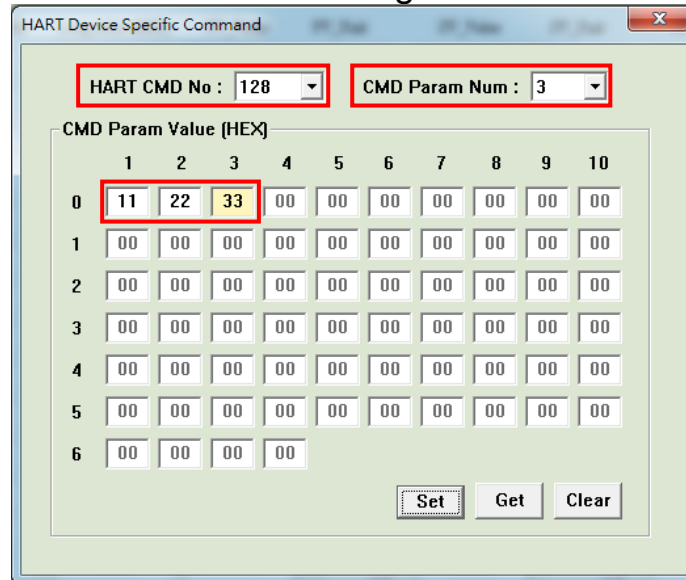 HART Device Specific Command
HART CMD No : 128 CMD Param Num : 3
CMD Param Value (HEX)
1 2 3 4 5 6 7 8 9 10
0 11 22 33 00 00 00 00 00 00 00
1 00 00 00 00 00 00 00 00 00 00
2 00 00 00 00 00 00 00 00 00 00
3 00 00 00 00 00 00 00 00 00 00
4 00 00 00 00 00 00 00 00 00 00
5 00 00 00 00 00 00 00 00 00 00
6 00 00 00 00
Set Get Clear